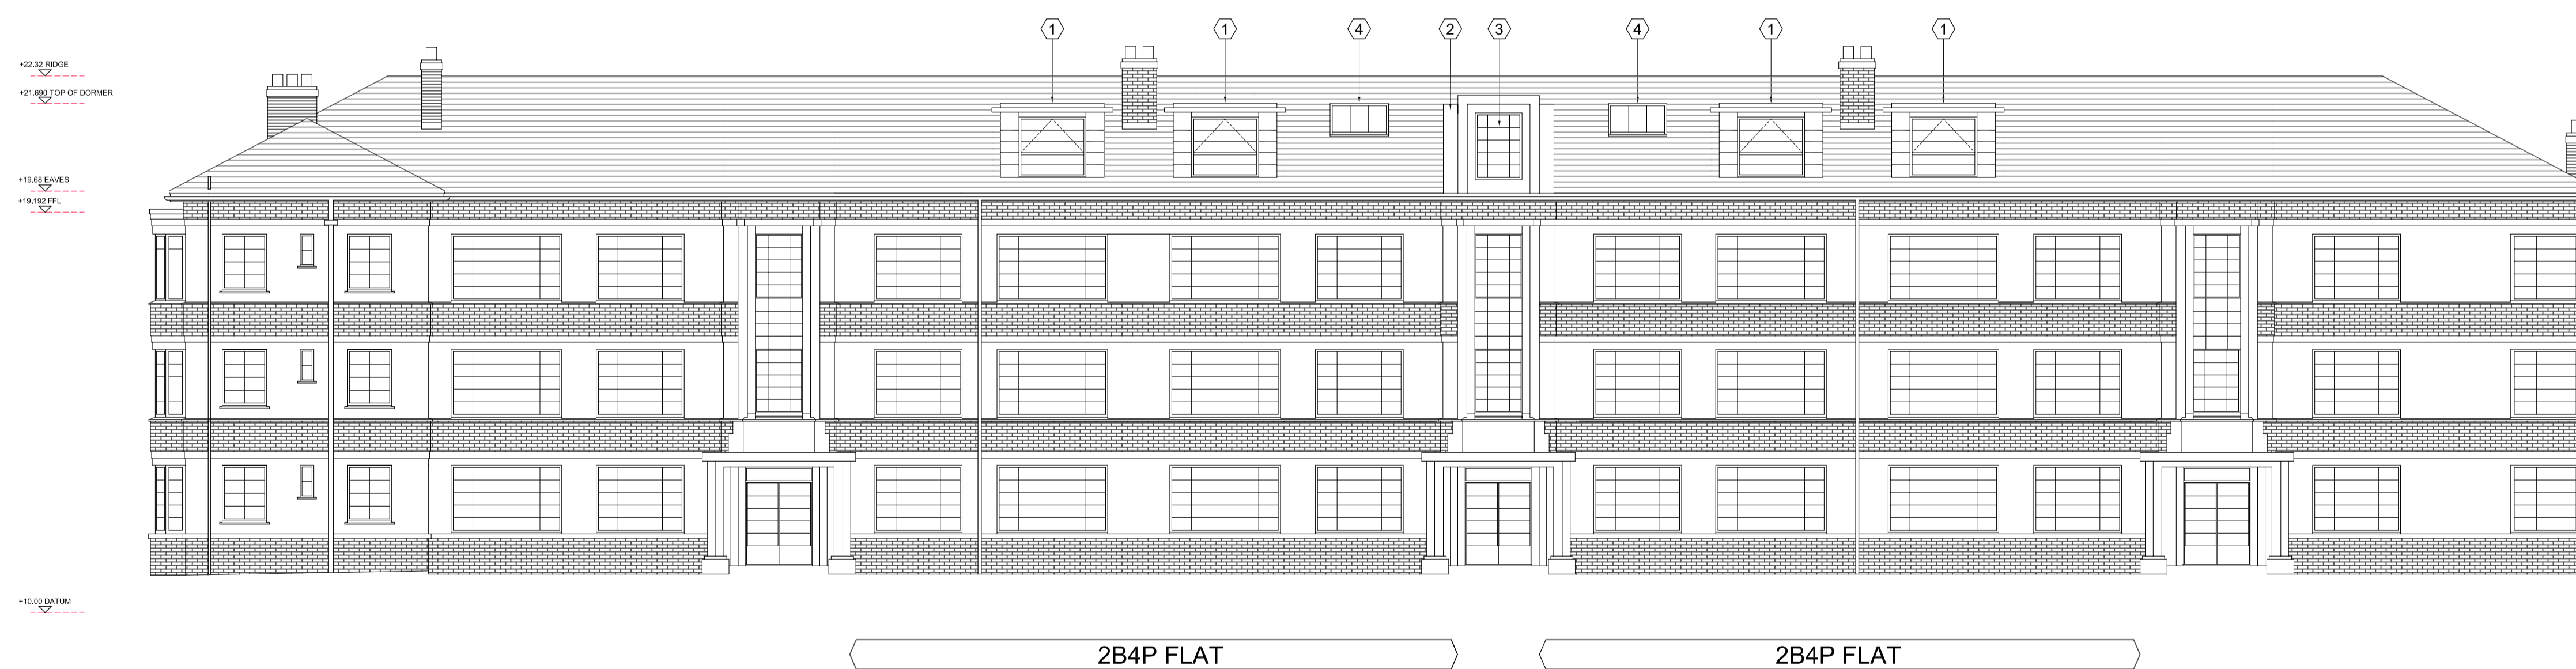 1 1 4 2 3 4 1 1
+22.32 RIDGE
+21.690 TOP OF DORMER
+19.68 EAVES
+19.192 FFL
+10.00 DATUM
2B4P FLAT 2B4P FLAT